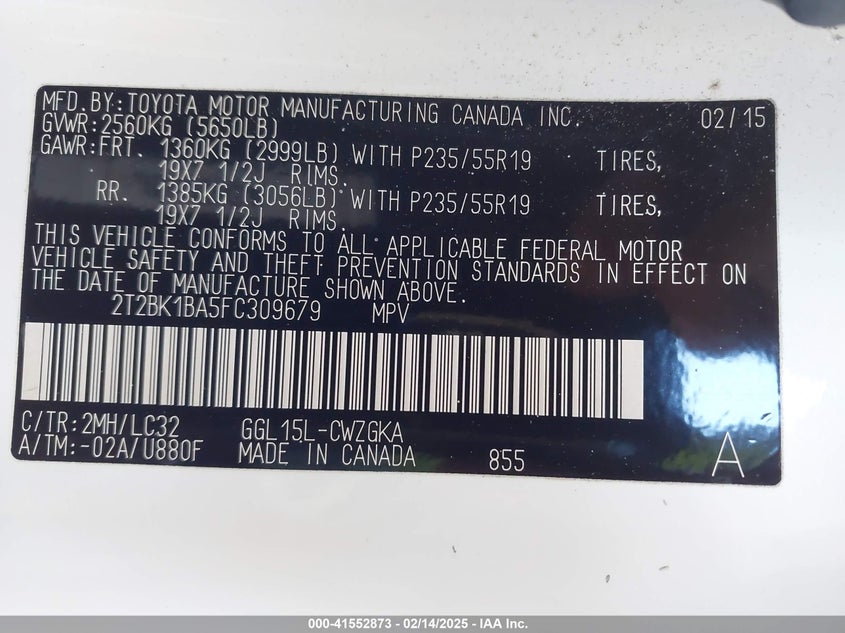 MFD.BY:TOYOTA MOTOR MANUFACTURING CANADA INC. 02/15
GVWR:2560KG (5650LB)
GAWR:FRT. 1360KG (2999LB) WITH P235/55R19 TIRES,
19X7 1/2J RIMS.
RR. 1385KG (3056LB) WITH P235/55R19 TIRES,
19X7 1/2J RIMS.
THIS VEHICLE CONFORMS TO ALL APPLICABLE FEDERAL MOTOR
VEHICLE SAFETY AND THEFT PREVENTION STANDARDS IN EFFECT ON
THE DATE OF MANUFACTURE SHOWN ABOVE.
2T2BK1BA5FC309679 MPV
C/TR:2MH/LC32 GGL15L-CWZGKA
A/TM:-02A/U880F MADE IN CANADA 855 A
000-41552873 - 02/14/2025 - IAA Inc.